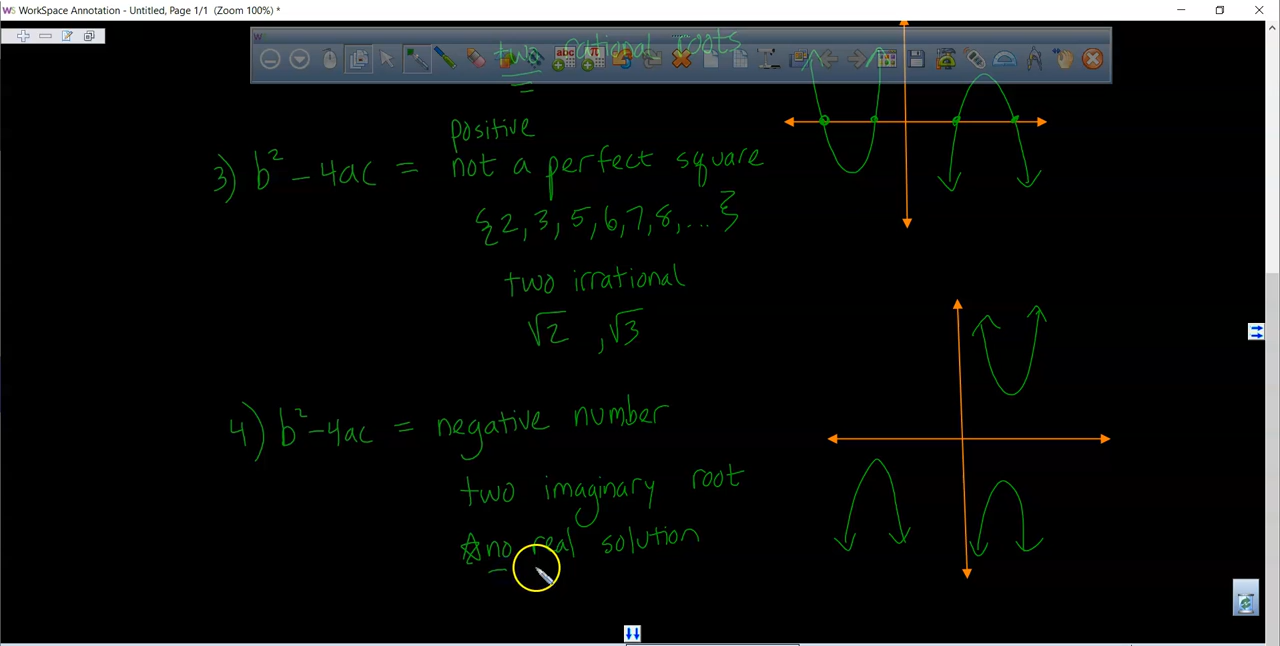 WorkSpace Annotation - Untitled, Page 1/1 (Zoom 100%) *
two rational roots
positive
3) b² - 4ac = not a perfect square
{2, 3, 5, 6, 7, 8, ... }
two irrational
√2 , √3
4) b² - 4ac = negative number
two imaginary root
☆ no real solution